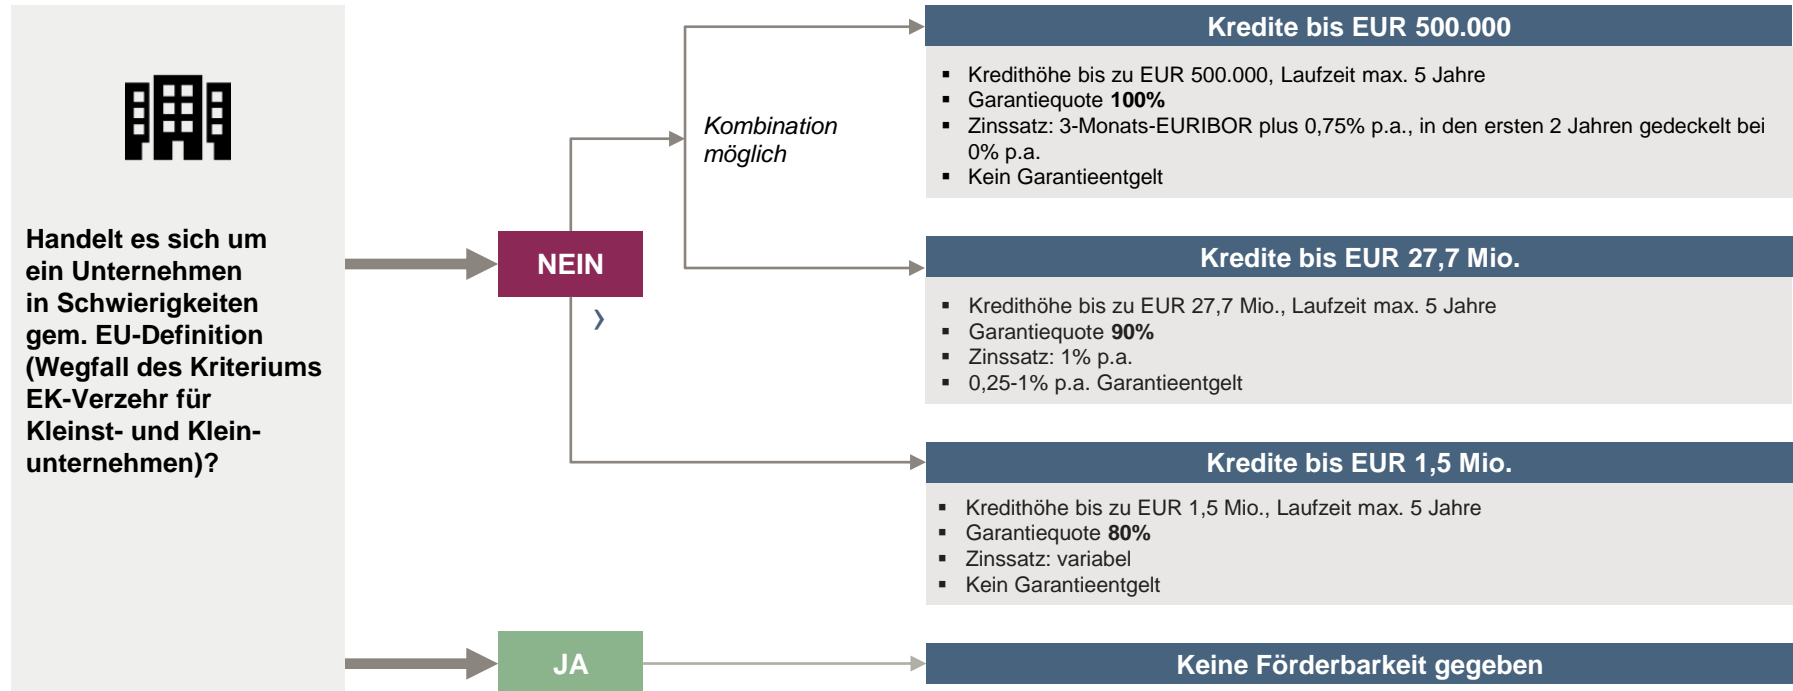 Handelt es sich um
ein Unternehmen
in Schwierigkeiten
gem. EU-Definition
(Wegfall des Kriteriums
EK-Verzehr für
Kleinst- und Klein-
unternehmen)?
NEIN
Kombination
möglich
Kredite bis EUR 500.000
▪ Kredithöhe bis zu EUR 500.000, Laufzeit max. 5 Jahre
▪ Garantiequote 100%
▪ Zinssatz: 3-Monats-EURIBOR plus 0,75% p.a., in den ersten 2 Jahren gedeckelt bei
0% p.a.
▪ Kein Garantieentgelt
Kredite bis EUR 27,7 Mio.
▪ Kredithöhe bis zu EUR 27,7 Mio., Laufzeit max. 5 Jahre
▪ Garantiequote 90%
▪ Zinssatz: 1% p.a.
▪ 0,25-1% p.a. Garantieentgelt
Kredite bis EUR 1,5 Mio.
▪ Kredithöhe bis zu EUR 1,5 Mio., Laufzeit max. 5 Jahre
▪ Garantiequote 80%
▪ Zinssatz: variabel
▪ Kein Garantieentgelt
JA
Keine Förderbarkeit gegeben